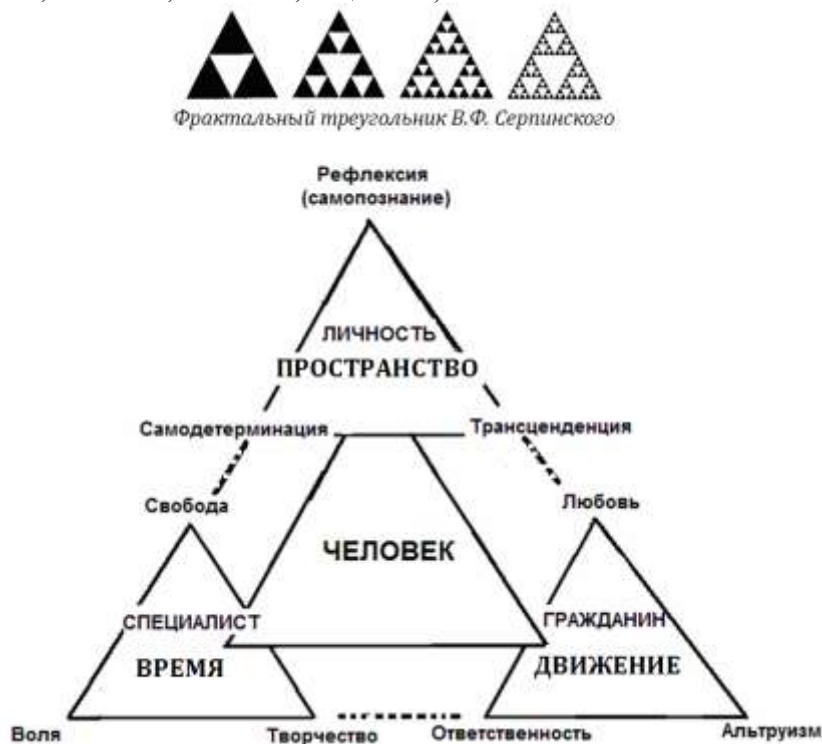 Фрактальный треугольник В.Ф. Серпинского
Рефлексия
(самопознание)
ЛИЧНОСТЬ
ПРОСТРАНСТВО
Самодетерминация
Трансценденция
Свобода
Любовь
ЧЕЛОВЕК
СПЕЦИАЛИСТ
ГРАЖДАНИН
ВРЕМЯ
ДВИЖЕНИЕ
Воля
Творчество
Ответственность
Альтруизм